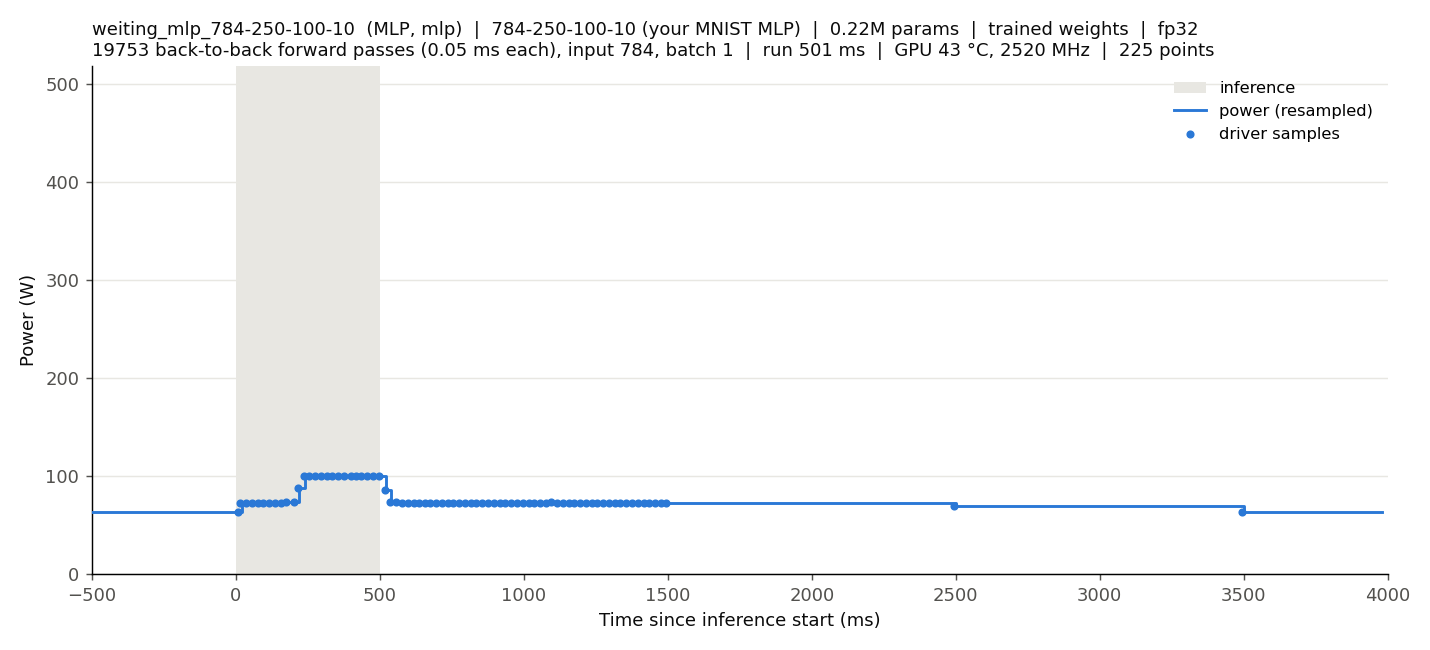 weiting_mlp_784-250-100-10  (MLP, mlp)  |  784-250-100-10 (your MNIST MLP)  |  0.22M params  |  trained weights  |  fp32
19753 back-to-back forward passes (0.05 ms each), input 784, batch 1  |  run 501 ms  |  GPU 43 °C, 2520 MHz  |  225 points
inference
power (resampled)
driver samples
Power (W)
500
400
300
200
100
0
−500 0 500 1000 1500 2000 2500 3000 3500 4000
Time since inference start (ms)